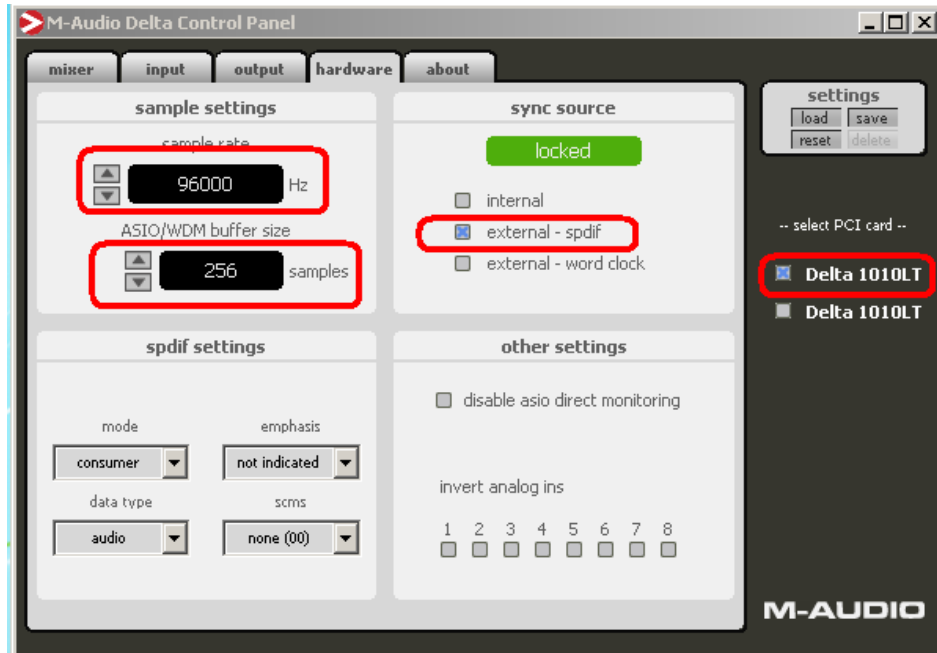 M-Audio Delta Control Panel
mixer input output hardware about
sample settings
sample rate
96000 Hz
ASIO/WDM buffer size
256 samples
sync source
locked
internal
external - spdif
external - word clock
spdif settings
mode emphasis
consumer not indicated
data type scms
audio none (00)
other settings
disable asio direct monitoring
invert analog ins
1 2 3 4 5 6 7 8
settings
load save
reset delete
-- select PCI card --
Delta 1010LT
Delta 1010LT
M-AUDIO